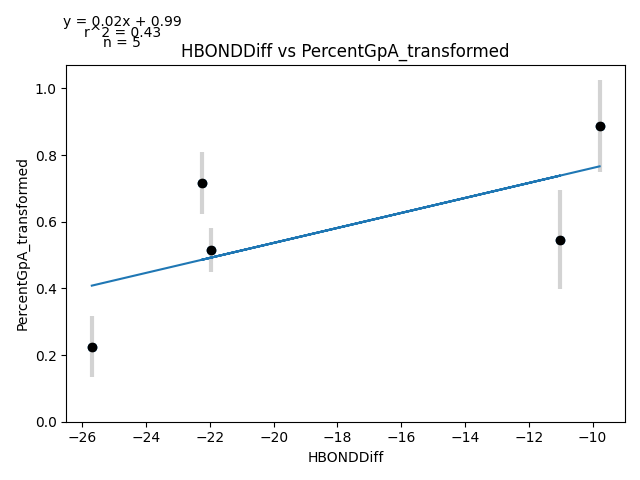 y = 0.02x + 0.99
r^2 = 0.43
n = 5
HBONDDiff vs PercentGpA_transformed
PercentGpA_transformed
1.0
0.8
0.6
0.4
0.2
0.0
−26 −24 −22 −20 −18 −16 −14 −12 −10
HBONDDiff